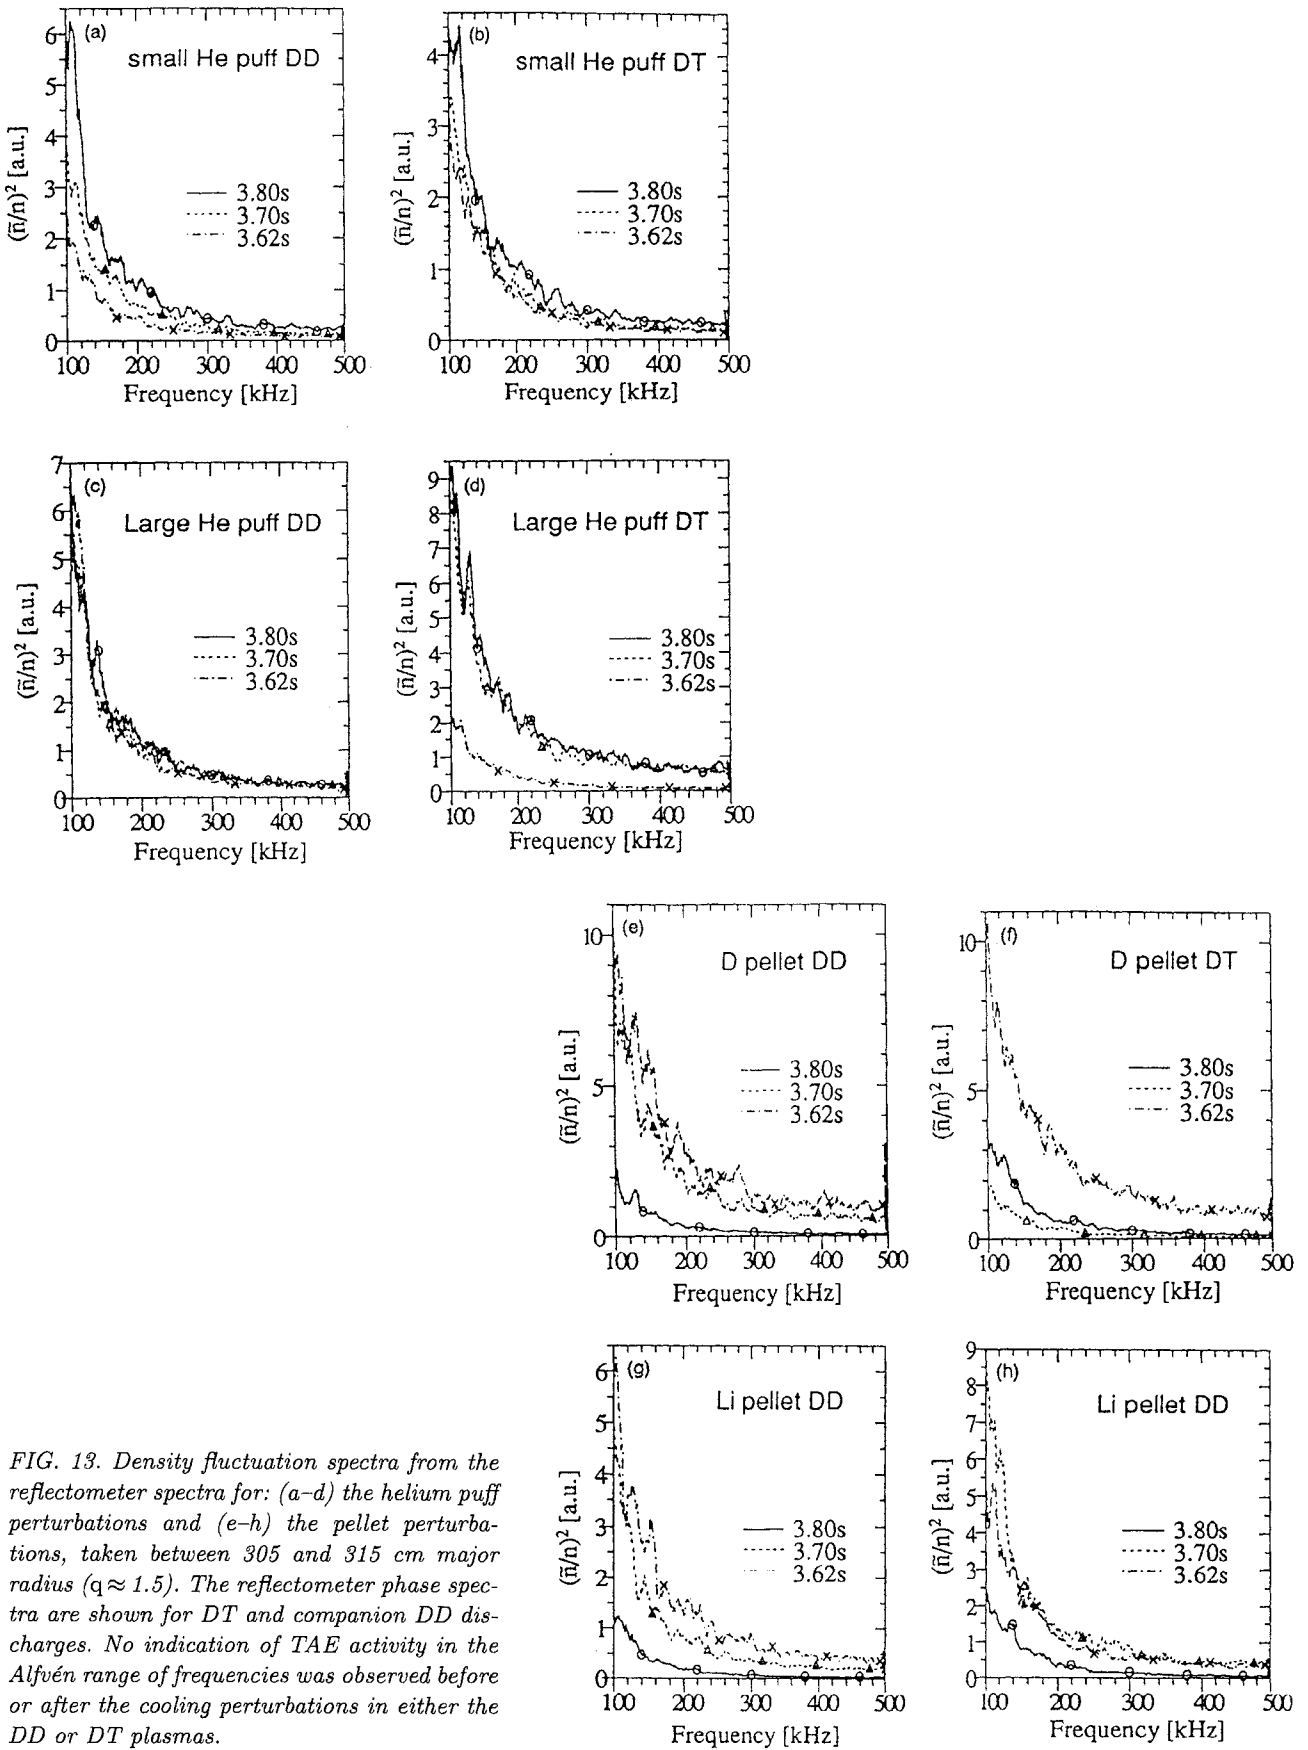 (a)
small He puff DD
6
5
4
3
2
1
0
(ñ/n)² [a.u.]
3.80s
3.70s
3.62s
100 200 300 400 500
Frequency [kHz]
(b)
small He puff DT
4
3
2
1
0
(ñ/n)² [a.u.]
3.80s
3.70s
3.62s
100 200 300 400 500
Frequency [kHz]
(c)
Large He puff DD
7
6
5
4
3
2
1
0
(ñ/n)² [a.u.]
3.80s
3.70s
3.62s
100 200 300 400 500
Frequency [kHz]
(d)
Large He puff DT
9
8
7
6
5
4
3
2
1
0
(ñ/n)² [a.u.]
3.80s
3.70s
3.62s
100 200 300 400 500
Frequency [kHz]
(e)
D pellet DD
10
5
0
(ñ/n)² [a.u.]
3.80s
3.70s
3.62s
100 200 300 400 500
Frequency [kHz]
(f)
D pellet DT
10
5
0
(ñ/n)² [a.u.]
3.80s
3.70s
3.62s
100 200 300 400 500
Frequency [kHz]
(g)
Li pellet DD
6
5
4
3
2
1
0
(ñ/n)² [a.u.]
3.80s
3.70s
3.62s
100 200 300 400 500
Frequency [kHz]
(h)
Li pellet DD
9
8
7
6
5
4
3
2
1
0
(ñ/n)² [a.u.]
3.80s
3.70s
3.62s
100 200 300 400 500
Frequency [kHz]
FIG. 13. Density fluctuation spectra from the
reflectometer spectra for: (a–d) the helium puff
perturbations and (e–h) the pellet perturba-
tions, taken between 305 and 315 cm major
radius (q ≈ 1.5). The reflectometer phase spec-
tra are shown for DT and companion DD dis-
charges. No indication of TAE activity in the
Alfvén range of frequencies was observed before
or after the cooling perturbations in either the
DD or DT plasmas.